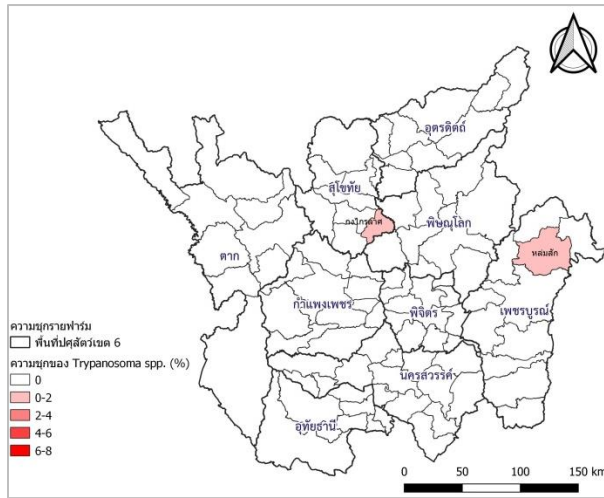 อุตรดิตถ์
สุโขทัย
กงไกรลาศ
พิษณุโลก
หล่มสัก
ตาก
กำแพงเพชร
พิจิตร
เพชรบูรณ์
นครสวรรค์
อุทัยธานี
ความชุกรายฟาร์ม
พื้นที่ปศุสัตว์เขต 6
ความชุกของ Trypanosoma spp. (%)
0
0-2
2-4
4-6
6-8
0 50 100 150 km